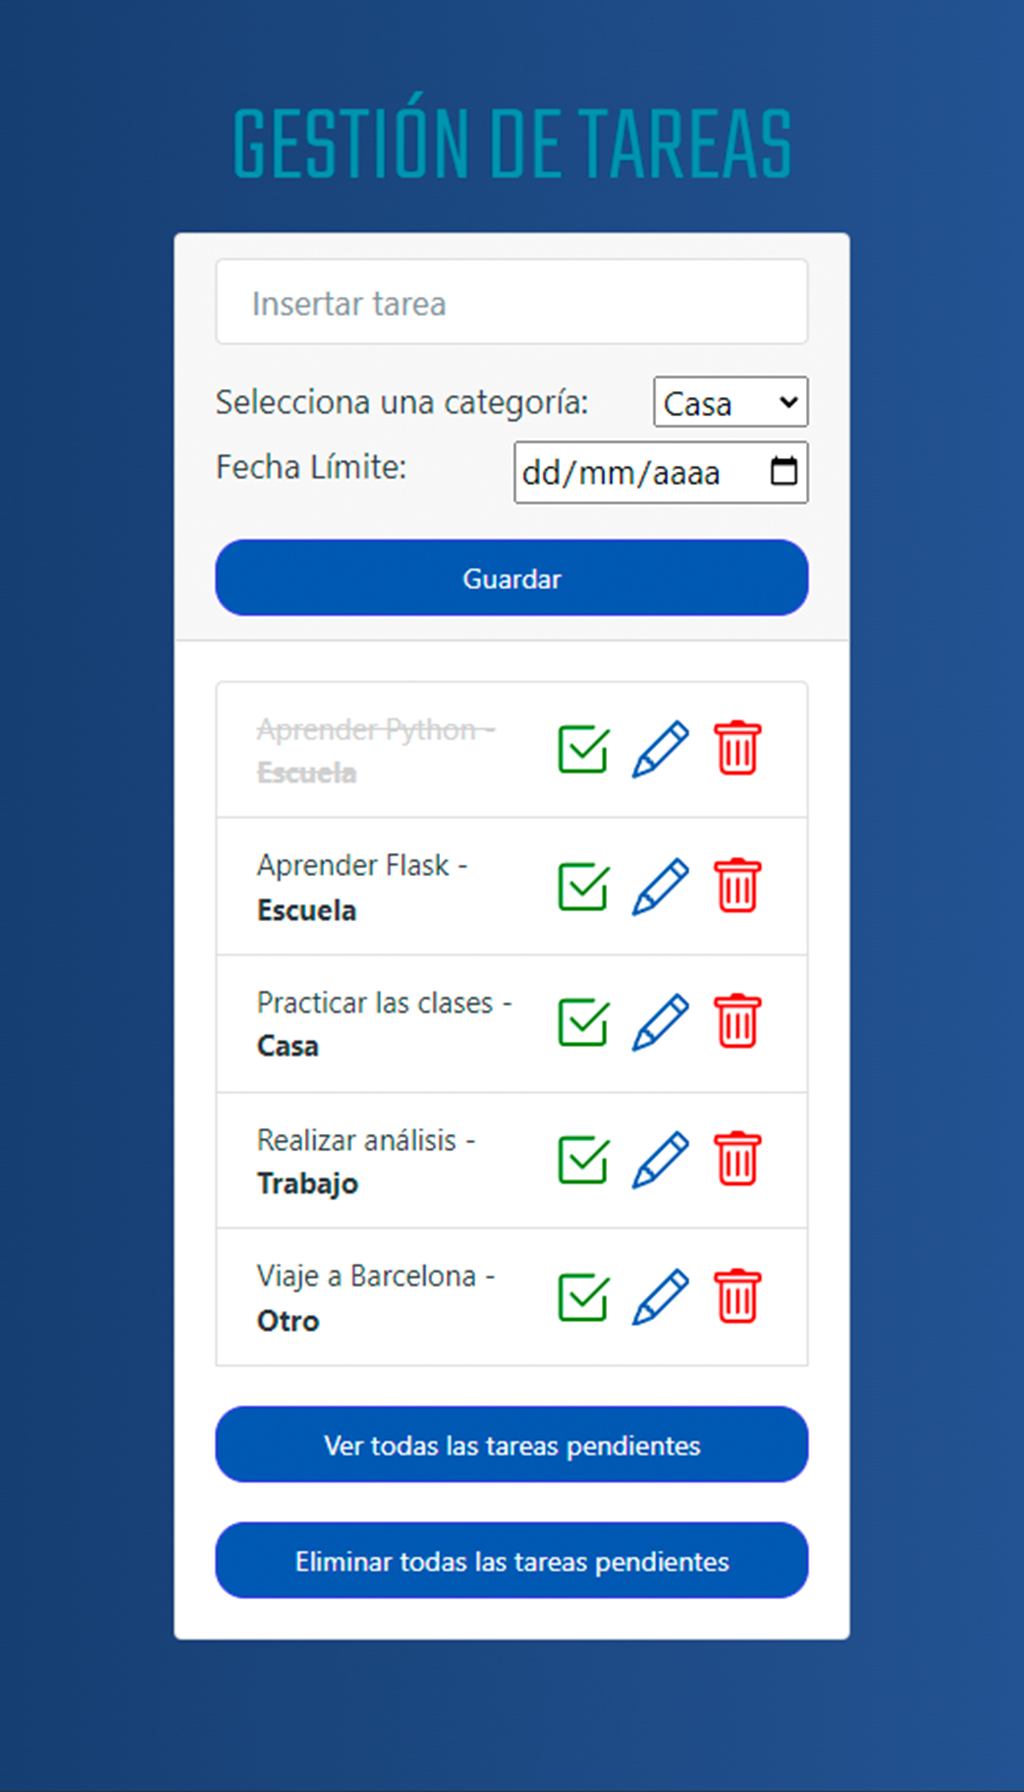 GESTIÓN DE TAREAS
Insertar tarea
Selecciona una categoría:
Casa
Fecha Límite:
dd/mm/aaaa
Guardar
Aprender Python -
Escuela
Aprender Flask -
Escuela
Practicar las clases -
Casa
Realizar análisis -
Trabajo
Viaje a Barcelona -
Otro
Ver todas las tareas pendientes
Eliminar todas las tareas pendientes